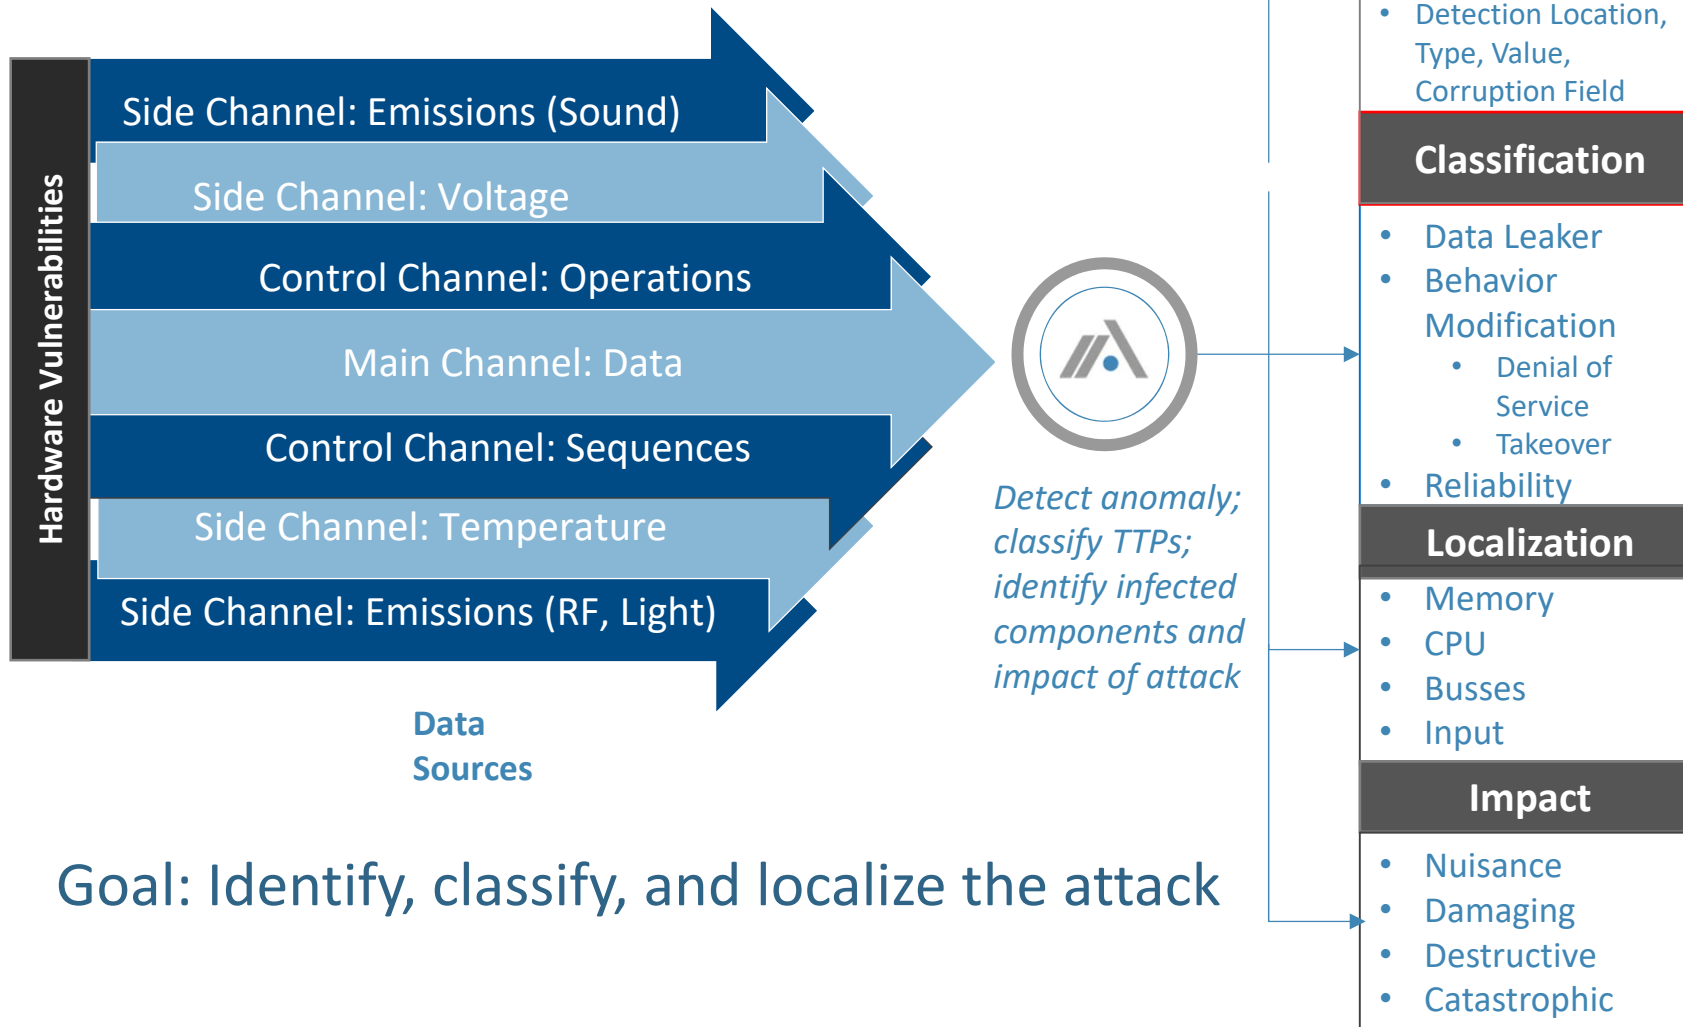 Hardware Vulnerabilities
Side Channel: Emissions (Sound)
Side Channel: Voltage
Control Channel: Operations
Main Channel: Data
Control Channel: Sequences
Side Channel: Temperature
Side Channel: Emissions (RF, Light)
Data
Sources
Detect anomaly;
classify TTPs;
identify infected
components and
impact of attack
• Detection Location,
Type, Value,
Corruption Field
Classification
• Data Leaker
• Behavior
Modification
• Denial of
Service
• Takeover
• Reliability
Localization
• Memory
• CPU
• Busses
• Input
Impact
• Nuisance
• Damaging
• Destructive
• Catastrophic
Goal: Identify, classify, and localize the attack